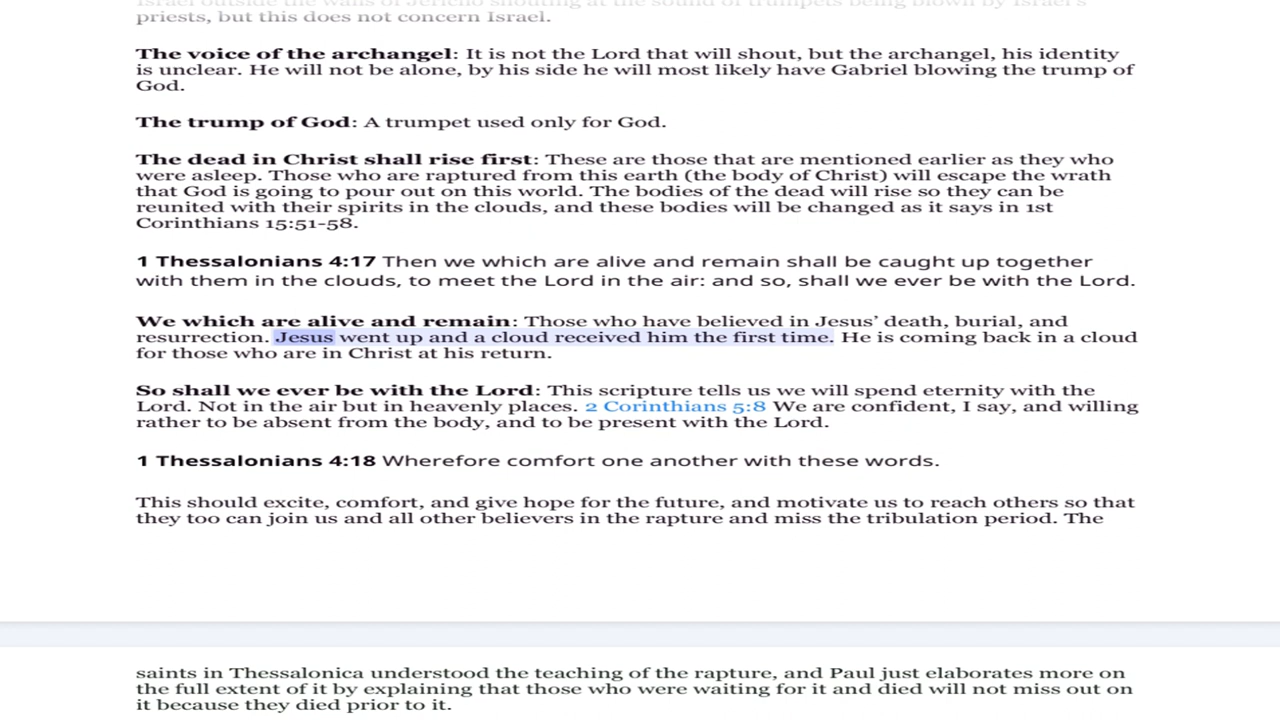 Israel outside the walls of Jericho shouting at the sound of trumpets being blown by Israel's
priests, but this does not concern Israel.
The voice of the archangel: It is not the Lord that will shout, but the archangel, his identity
is unclear. He will not be alone, by his side he will most likely have Gabriel blowing the trump of
God.
The trump of God: A trumpet used only for God.
The dead in Christ shall rise first: These are those that are mentioned earlier as they who
were asleep. Those who are raptured from this earth (the body of Christ) will escape the wrath
that God is going to pour out on this world. The bodies of the dead will rise so they can be
reunited with their spirits in the clouds, and these bodies will be changed as it says in 1st
Corinthians 15:51-58.
1 Thessalonians 4:17 Then we which are alive and remain shall be caught up together
with them in the clouds, to meet the Lord in the air: and so, shall we ever be with the Lord.
We which are alive and remain: Those who have believed in Jesus’ death, burial, and
resurrection. Jesus went up and a cloud received him the first time. He is coming back in a cloud
for those who are in Christ at his return.
So shall we ever be with the Lord: This scripture tells us we will spend eternity with the
Lord. Not in the air but in heavenly places. 2 Corinthians 5:8 We are confident, I say, and willing
rather to be absent from the body, and to be present with the Lord.
1 Thessalonians 4:18 Wherefore comfort one another with these words.
This should excite, comfort, and give hope for the future, and motivate us to reach others so that
they too can join us and all other believers in the rapture and miss the tribulation period. The
saints in Thessalonica understood the teaching of the rapture, and Paul just elaborates more on
the full extent of it by explaining that those who were waiting for it and died will not miss out on
it because they died prior to it.